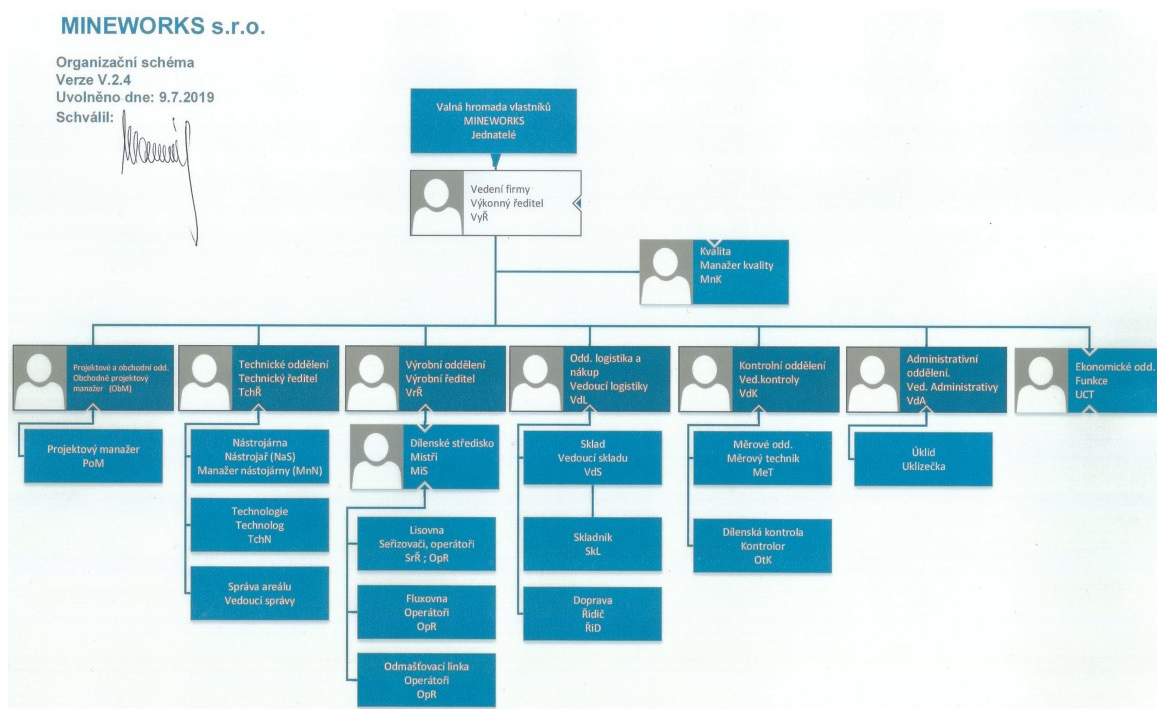 MINEWORKS s.r.o.
Organizační schéma
Verze V.2.4
Uvolněno dne: 9.7.2019
Schválil:
Valná hromada vlastníků
MINEWORKS
Jednatelé
Vedení firmy
Výkonný ředitel
VyŘ
Kvalita
Manažer kvality
MnK
Projektové a obchodní odd.
Obchodně projektový
manažer (ObM)
Technické oddělení
Technický ředitel
TchŘ
Výrobní oddělení
Výrobní ředitel
VrŘ
Odd. logistika a
nákup
Vedoucí logistiky
VdL
Kontrolní oddělení
Ved.kontroly
VdK
Administrativní
oddělení.
Ved. Administrativy
VdA
Ekonomické odd.
Funkce
UCT
Projektový manažer
PoM
Nástrojárna
Nástrojař (NaS)
Manažer nástojárny (MnN)
Technologie
Technolog
TchN
Správa areálu
Vedoucí správy
Dílenské středisko
Mistři
MiS
Lisovna
Seřizovači, operátoři
SrŘ ; OpR
Fluxovna
Operátoři
OpR
Odmašťovací linka
Operátoři
OpR
Sklad
Vedoucí skladu
VdS
Skladník
SkL
Doprava
Řidič
ŘiD
Měrové odd.
Měrový technik
MeT
Dílenská kontrola
Kontrolor
OtK
Úklid
Uklizečka